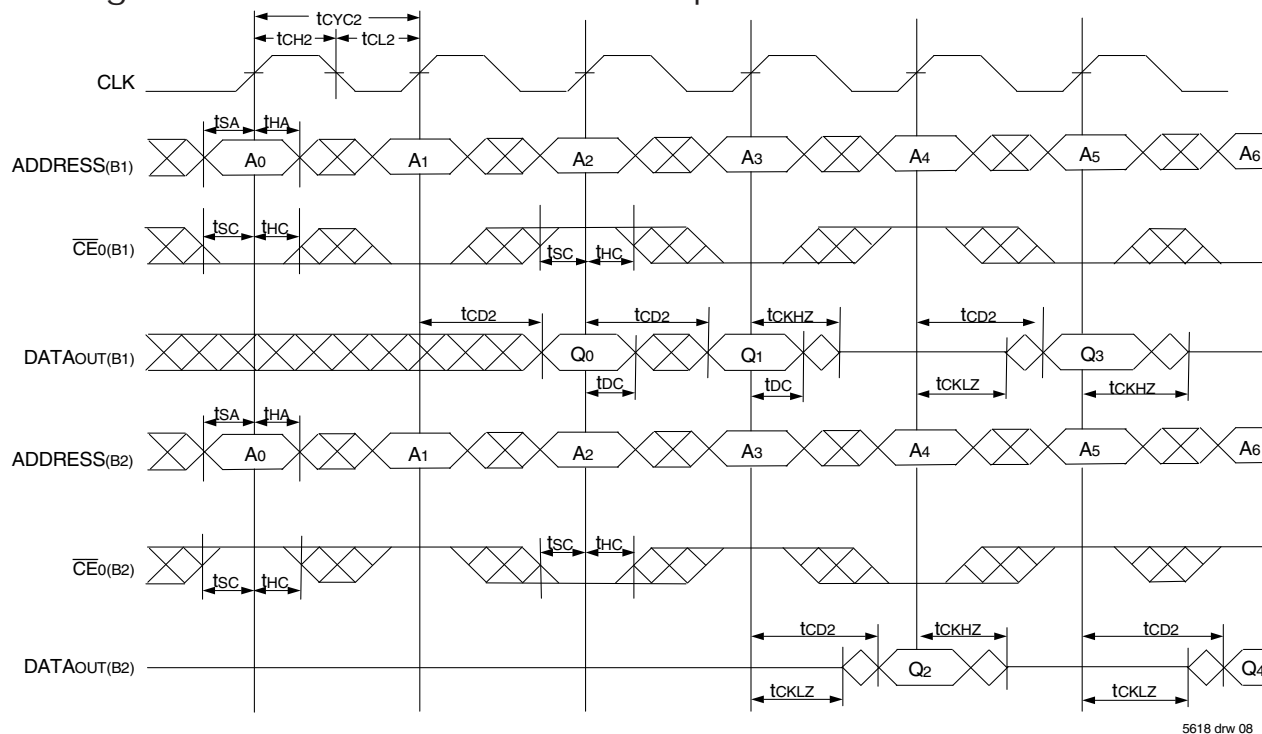 tCYC2
tCH2 tCL2
CLK
tSA tHA
ADDRESS(B1) A0 A1 A2 A3 A4 A5 A6
tSC tHC tSC tHC
CE0(B1)
tCD2 tCD2 tCKHZ tCD2
DATAOUT(B1) Q0 Q1 Q3
tDC tDC tCKLZ tCKHZ
tSA tHA
ADDRESS(B2) A0 A1 A2 A3 A4 A5 A6
tSC tHC
CE0(B2)
tSC tHC
tCD2 tCKHZ tCD2
DATAOUT(B2) Q2 Q4
tCKLZ tCKLZ
5618 drw 08